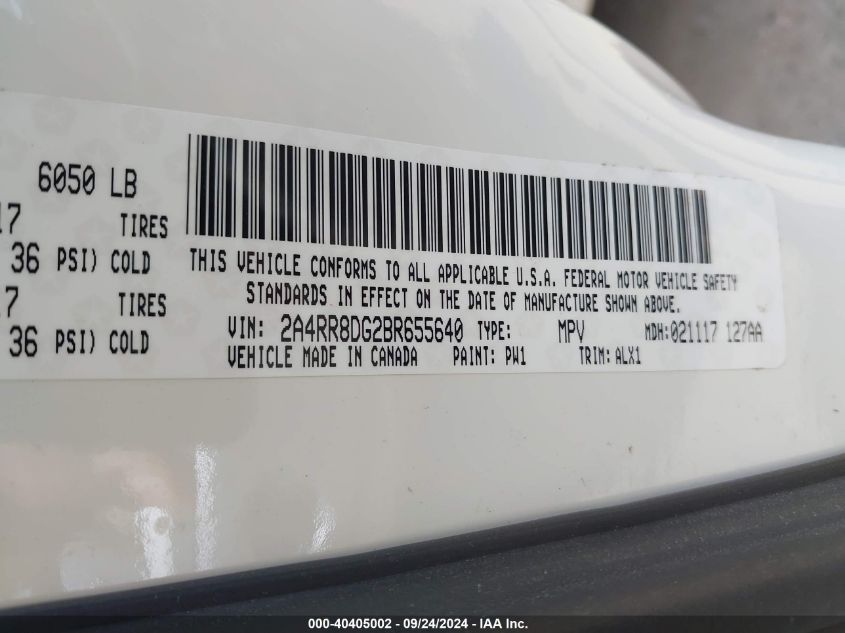 6050 LB
17 TIRES
36 PSI) COLD
17 TIRES
36 PSI) COLD
THIS VEHICLE CONFORMS TO ALL APPLICABLE U.S.A. FEDERAL MOTOR VEHICLE SAFETY
STANDARDS IN EFFECT ON THE DATE OF MANUFACTURE SHOWN ABOVE.
VIN: 2A4RR8DG2BR655640 TYPE: MPV MDH:021117 127AA
VEHICLE MADE IN CANADA PAINT: PW1 TRIM: ALX1
000-40405002 - 09/24/2024 - IAA Inc.